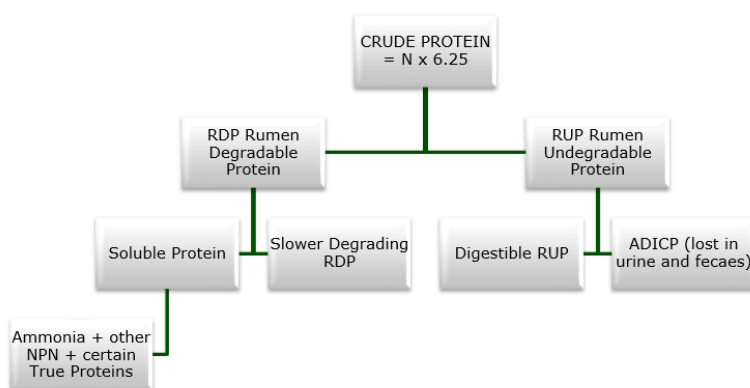 CRUDE PROTEIN
= N x 6.25
RDP Rumen
Degradable
Protein
RUP Rumen
Undegradable
Protein
Soluble Protein
Slower Degrading
RDP
Digestible RUP
ADICP (lost in
urine and fecaes)
Ammonia + other
NPN + certain
True Proteins